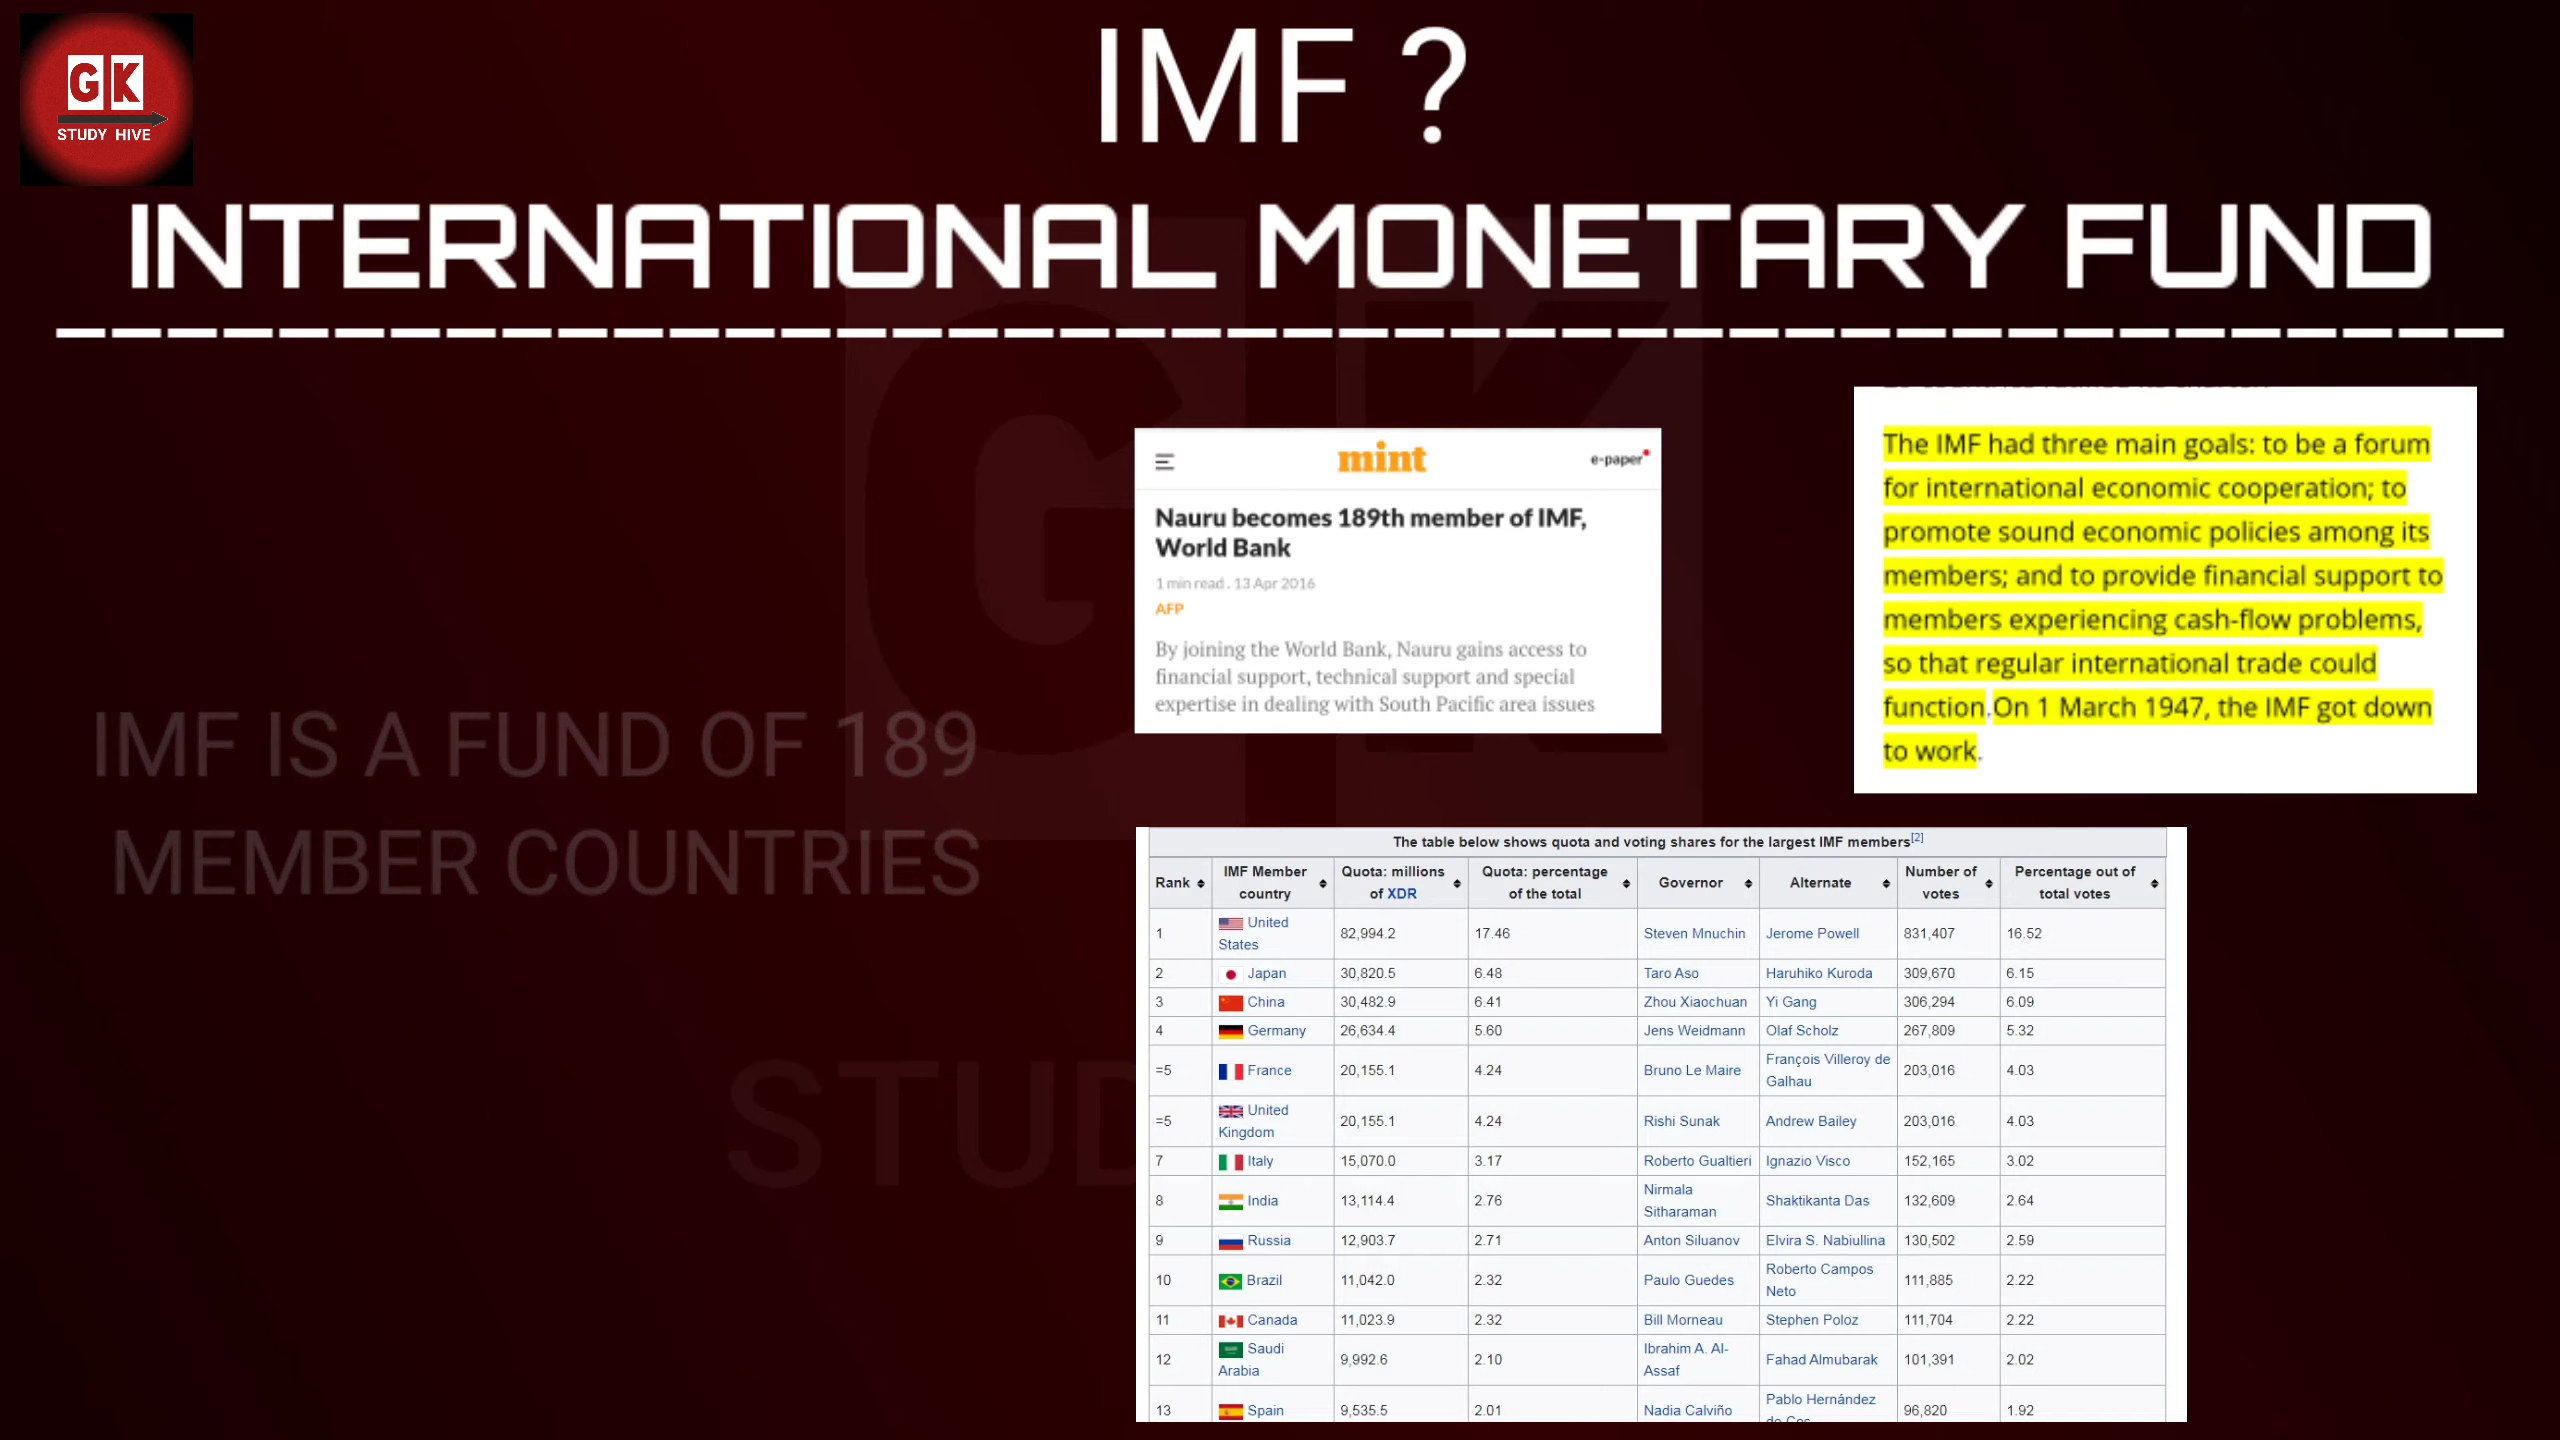 GK
STUDY HIVE
IMF ?
INTERNATIONAL MONETARY FUND
IMF IS A FUND OF 189
MEMBER COUNTRIES
mint
e-paper
Nauru becomes 189th member of IMF,
World Bank
1 min read . 13 Apr 2016
AFP
By joining the World Bank, Nauru gains access to
financial support, technical support and special
expertise in dealing with South Pacific area issues
The IMF had three main goals: to be a forum
for international economic cooperation; to
promote sound economic policies among its
members; and to provide financial support to
members experiencing cash-flow problems,
so that regular international trade could
function.On 1 March 1947, the IMF got down
to work.
The table below shows quota and voting shares for the largest IMF members[2]
Rank IMF Member country Quota: millions of XDR Quota: percentage of the total Governor Alternate Number of votes Percentage out of total votes
1 United States 82,994.2 17.46 Steven Mnuchin Jerome Powell 831,407 16.52
2 Japan 30,820.5 6.48 Taro Aso Haruhiko Kuroda 309,670 6.15
3 China 30,482.9 6.41 Zhou Xiaochuan Yi Gang 306,294 6.09
4 Germany 26,634.4 5.60 Jens Weidmann Olaf Scholz 267,809 5.32
=5 France 20,155.1 4.24 Bruno Le Maire François Villeroy de Galhau 203,016 4.03
=5 United Kingdom 20,155.1 4.24 Rishi Sunak Andrew Bailey 203,016 4.03
7 Italy 15,070.0 3.17 Roberto Gualtieri Ignazio Visco 152,165 3.02
8 India 13,114.4 2.76 Nirmala Sitharaman Shaktikanta Das 132,609 2.64
9 Russia 12,903.7 2.71 Anton Siluanov Elvira S. Nabiullina 130,502 2.59
10 Brazil 11,042.0 2.32 Paulo Guedes Roberto Campos Neto 111,885 2.22
11 Canada 11,023.9 2.32 Bill Morneau Stephen Poloz 111,704 2.22
12 Saudi Arabia 9,992.6 2.10 Ibrahim A. Al-Assaf Fahad Almubarak 101,391 2.02
13 Spain 9,535.5 2.01 Nadia Calviño Pablo Hernández 96,820 1.92
GK
STUD